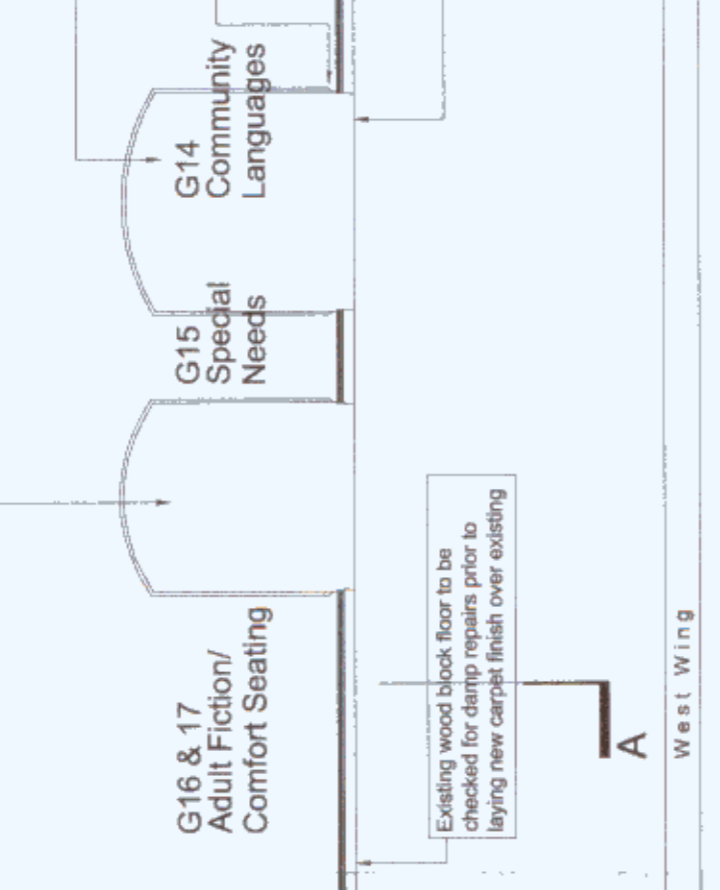 G16 & 17
Adult Fiction/
Comfort Seating
G15
Special
Needs
G14
Community
Languages
Existing wood block floor to be
checked for damp repairs prior to
laying new carpet finish over existing
A
West Wing